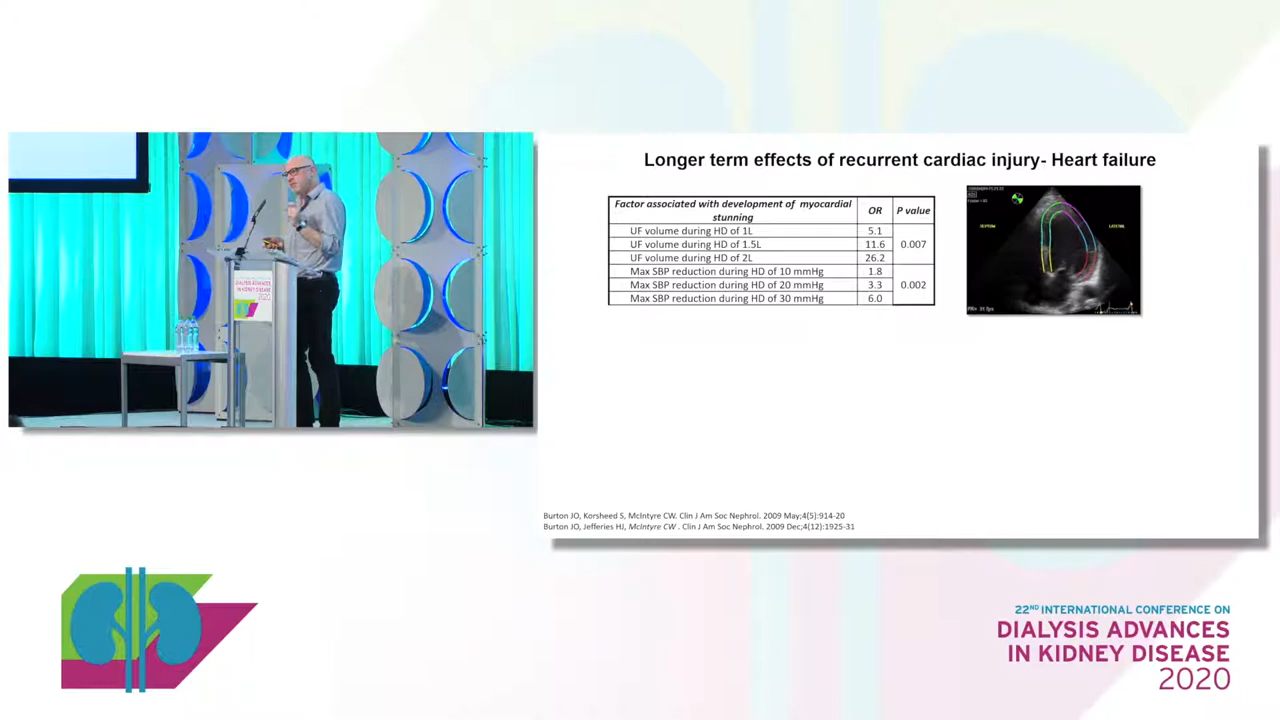 Longer term effects of recurrent cardiac injury- Heart failure
Factor associated with development of myocardial stunning OR P value
UF volume during HD of 1L 5.1 0.007
UF volume during HD of 1.5L 11.6
UF volume during HD of 2L 26.2
Max SBP reduction during HD of 10 mmHg 1.8 0.002
Max SBP reduction during HD of 20 mmHg 3.3
Max SBP reduction during HD of 30 mmHg 6.0
Burton JO, Korsheed S, McIntyre CW. Clin J Am Soc Nephrol. 2009 May;4(5):914-20
Burton JO, Jefferies HJ, McIntyre CW . Clin J Am Soc Nephrol. 2009 Dec;4(12):1925-31
DIALYSIS ADVANCES
IN KIDNEY DISEASE
2020
22ND INTERNATIONAL CONFERENCE ON
DIALYSIS ADVANCES
IN KIDNEY DISEASE
2020